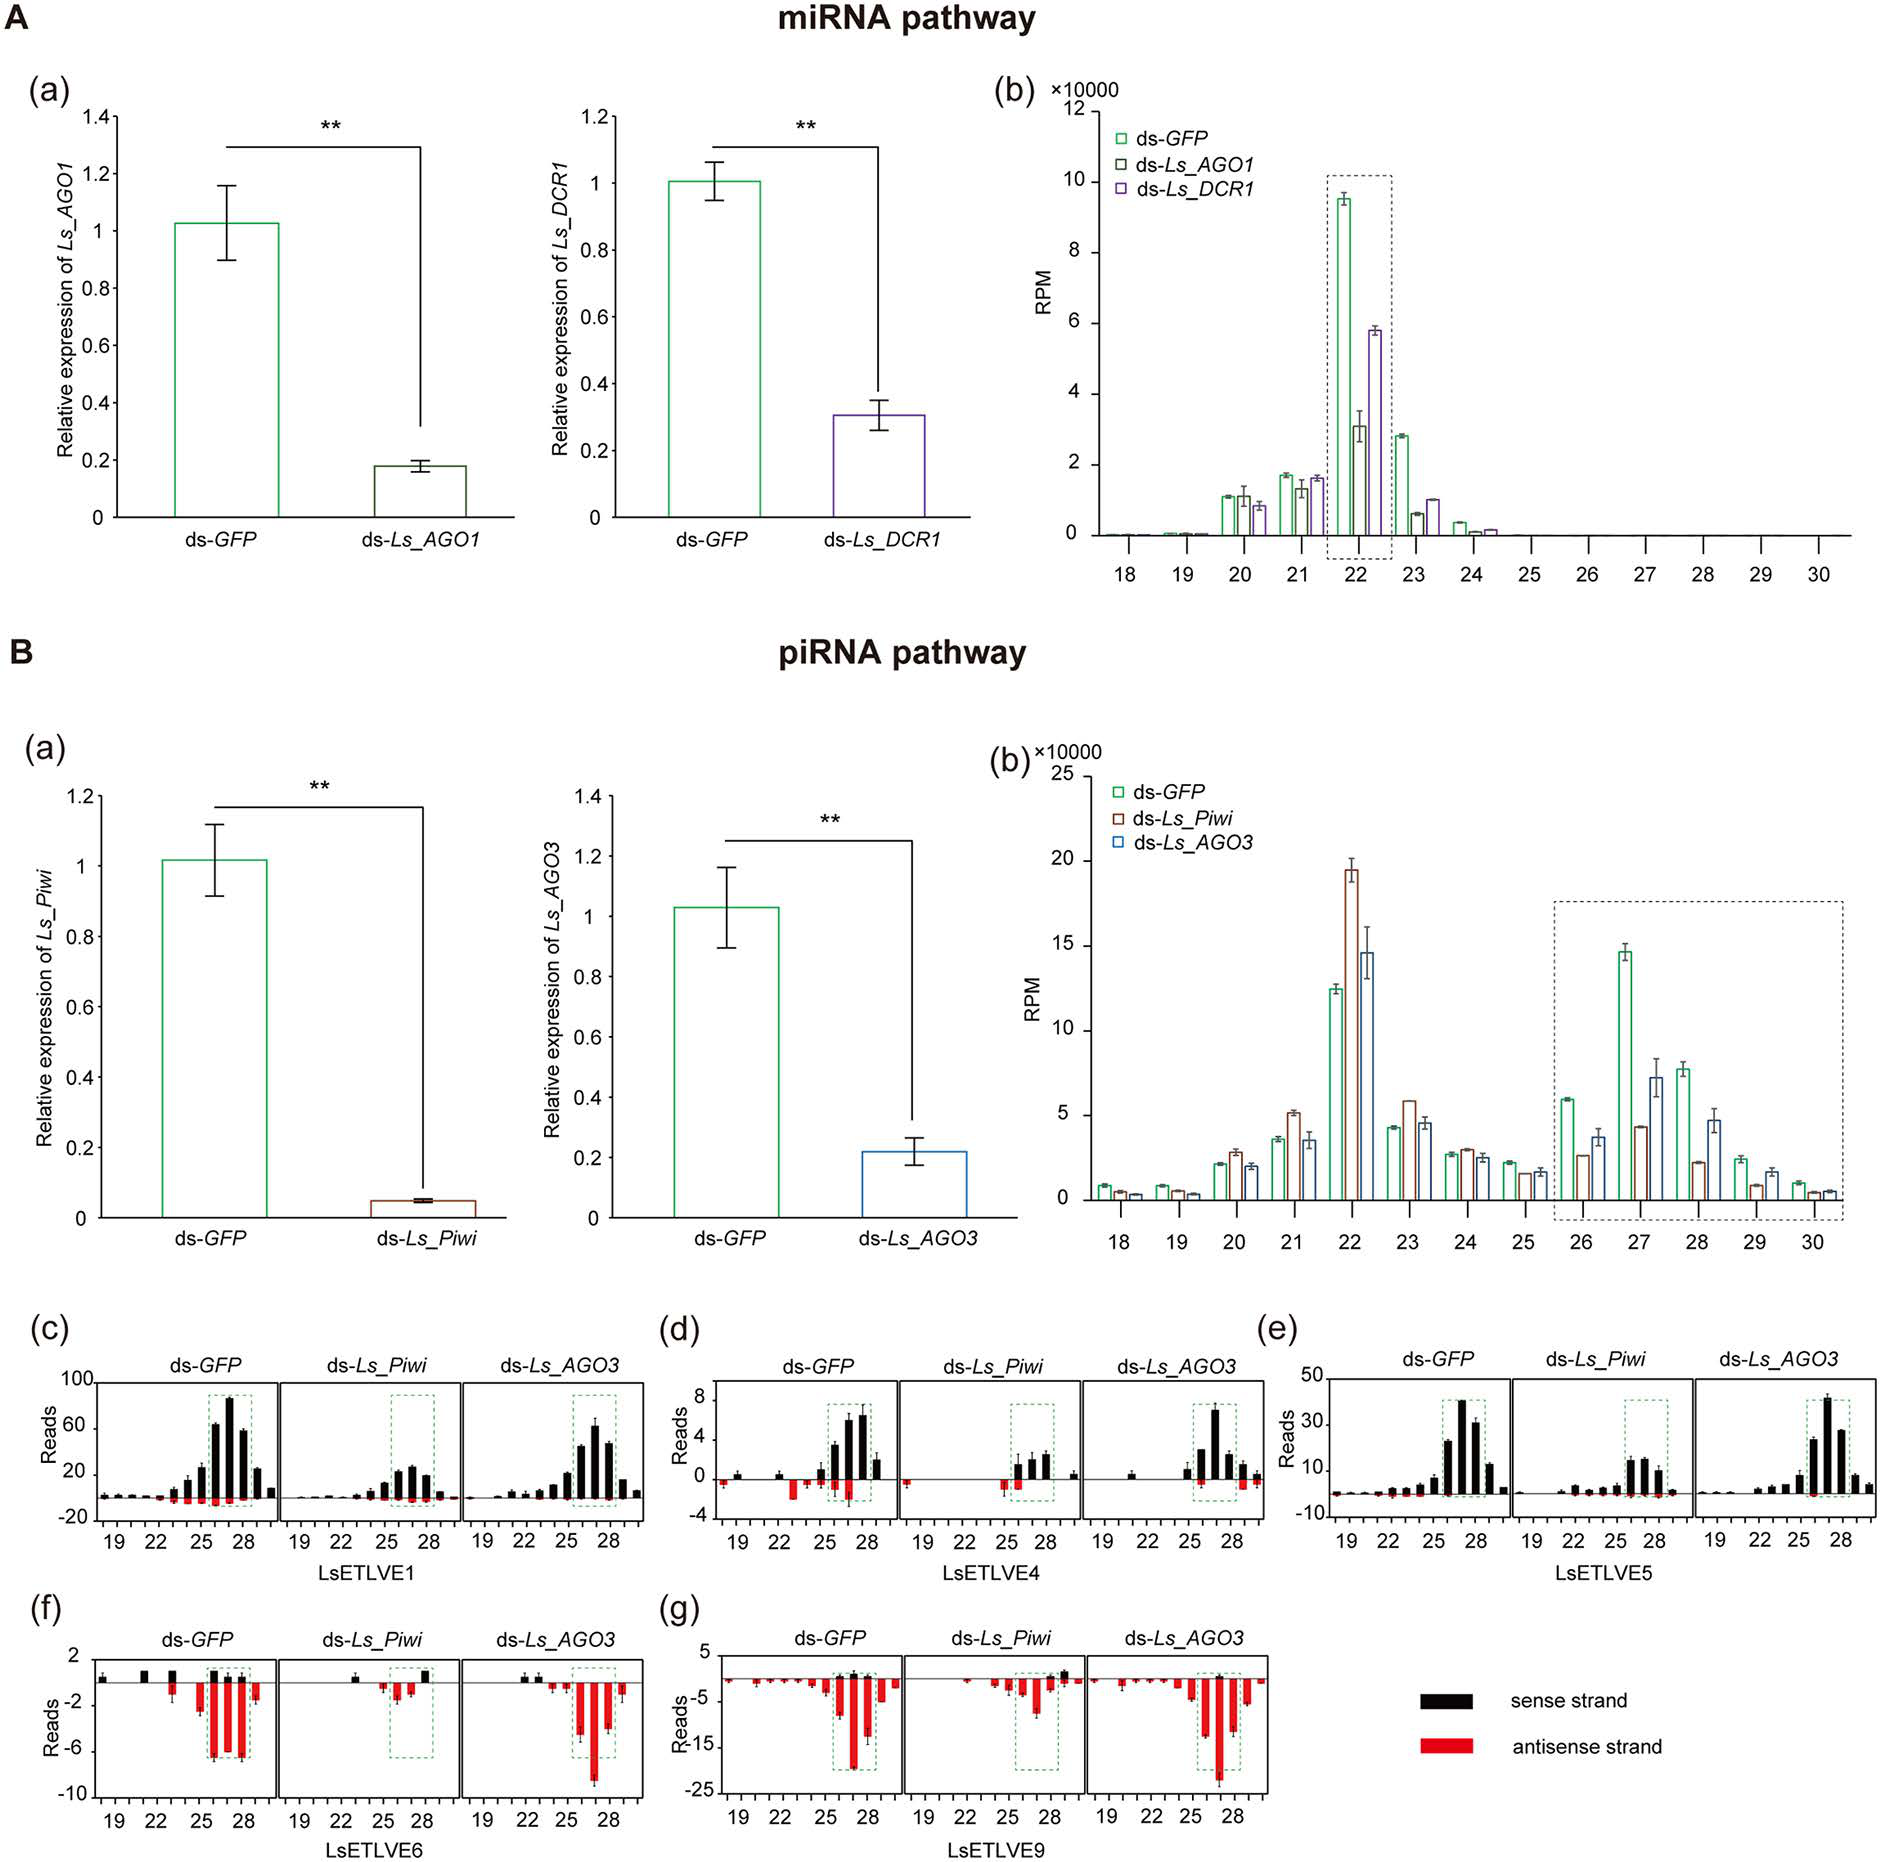 A
miRNA pathway
(a)
Relative expression of Ls_AGO1
1.4
1.2
1
0.8
0.6
0.4
0.2
0
**
ds-GFP
ds-Ls_AGO1
Relative expression of Ls_DCR1
1.2
1
0.8
0.6
0.4
0.2
0
**
ds-GFP
ds-Ls_DCR1
(b)
×10000
RPM
12
10
8
6
4
2
0
ds-GFP
ds-Ls_AGO1
ds-Ls_DCR1
18 19 20 21 22 23 24 25 26 27 28 29 30
B
piRNA pathway
(a)
Relative expression of Ls_Piwi
1.2
1
0.8
0.6
0.4
0.2
0
**
ds-GFP
ds-Ls_Piwi
Relative expression of Ls_AGO3
1.4
1.2
1
0.8
0.6
0.4
0.2
0
**
ds-GFP
ds-Ls_AGO3
(b)
×10000
RPM
25
20
15
10
5
0
ds-GFP
ds-Ls_Piwi
ds-Ls_AGO3
18 19 20 21 22 23 24 25 26 27 28 29 30
(c)
ds-GFP ds-Ls_Piwi ds-Ls_AGO3
Reads
100
60
20
-20
19 22 25 28 19 22 25 28 19 22 25 28
LsETLVE1
(d)
ds-GFP ds-Ls_Piwi ds-Ls_AGO3
Reads
8
4
0
-4
19 22 25 28 19 22 25 28 19 22 25 28
LsETLVE4
(e)
ds-GFP ds-Ls_Piwi ds-Ls_AGO3
Reads
50
30
10
-10
19 22 25 28 19 22 25 28 19 22 25 28
LsETLVE5
(f)
ds-GFP ds-Ls_Piwi ds-Ls_AGO3
Reads
2
-2
-6
-10
19 22 25 28 19 22 25 28 19 22 25 28
LsETLVE6
(g)
ds-GFP ds-Ls_Piwi ds-Ls_AGO3
Reads
5
-5
-15
-25
19 22 25 28 19 22 25 28 19 22 25 28
LsETLVE9
sense strand
antisense strand